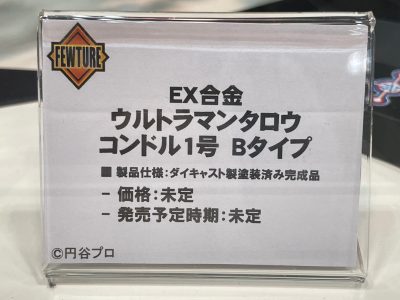 FEWTURE
EX合金
ウルトラマンタロウ
コンドル1号 Bタイプ
■ 製品仕様：ダイキャスト製塗装済み完成品
- 価格：未定
- 発売予定時期：未定
©円谷プロ